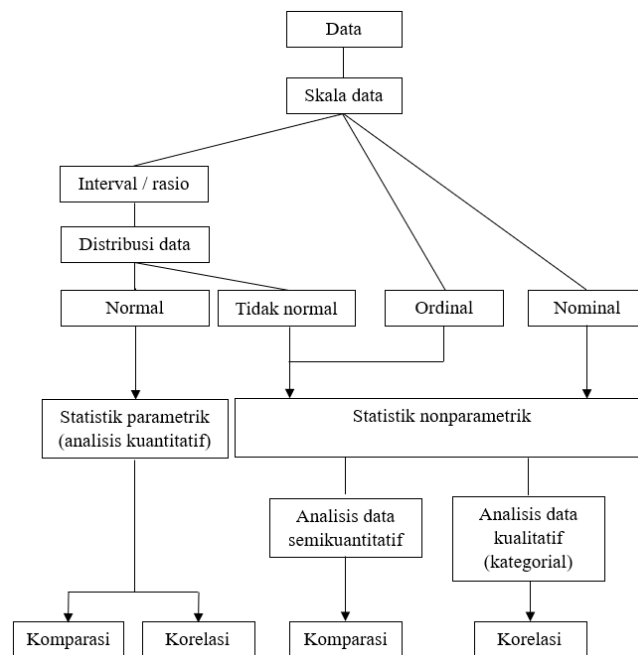 Data
Skala data
Interval / rasio
Distribusi data
Normal
Tidak normal
Ordinal
Nominal
Statistik parametrik
(analisis kuantitatif)
Statistik nonparametrik
Analisis data
semikuantitatif
Analisis data
kualitatif
(kategorial)
Komparasi
Korelasi
Komparasi
Korelasi